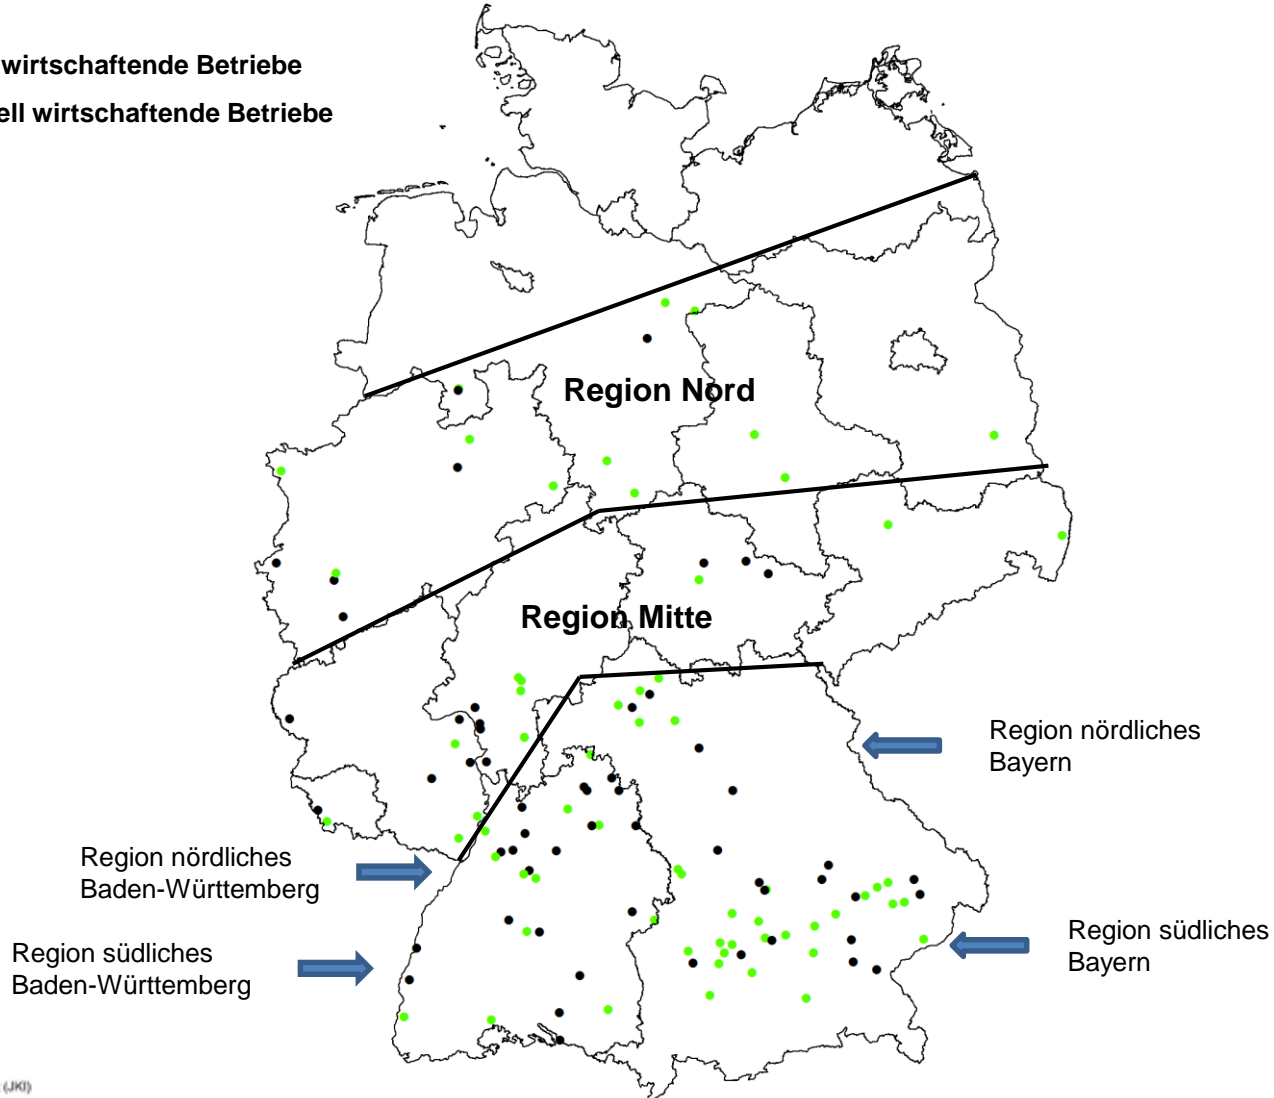 wirtschaftende Betriebe
ell wirtschaftende Betriebe
Region Nord
Region Mitte
Region nördliches
Bayern
Region nördliches
Baden-Württemberg
Region südliches
Bayern
Region südliches
Baden-Württemberg
(JKI)